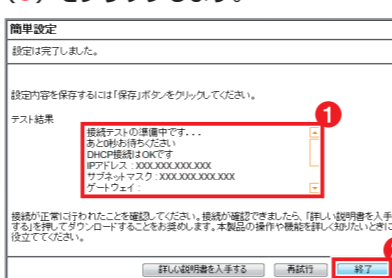 をクリックします。
簡単設定
設定は完了しました。
設定内容を保存するには「保存」ボタンをクリックしてください。
テスト結果
1
接続テストの準備中です...
あと0秒お待ちください
DHCP接続はOKです
IPアドレス : XXX.XXX.XXX.XXX
サブネットマスク : XXX.XXX.XXX.XXX
ゲートウェイ :
接続が正常に行われたことを確認してください。接続が確認できましたら、「詳しい説明書を入手
する」を押してダウンロードすることをお奨めします。本製品の操作や機能を詳しく知りたいときに
役立ててください。
詳しい説明書を入手する 再試行 終了